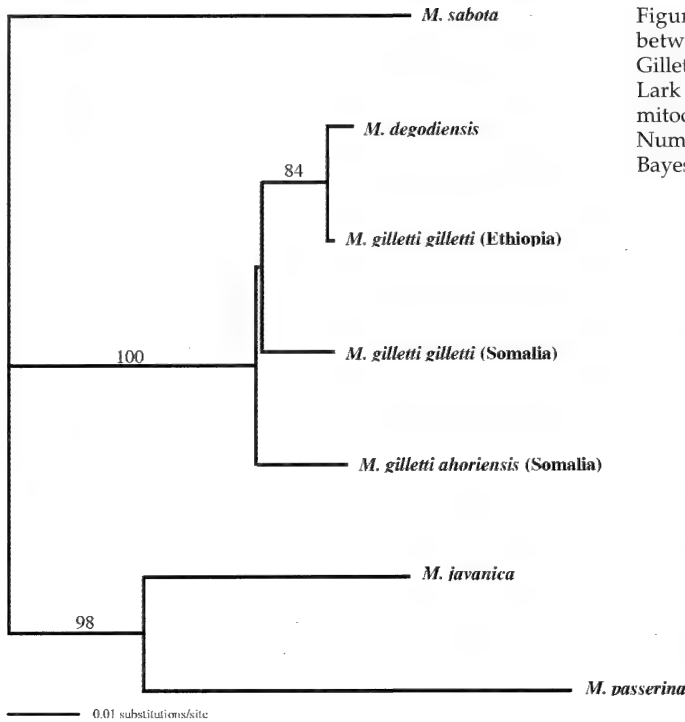 M. sabota
Figur
betw
Gillet
Lark
mitoc
Num
Bayes
M. degodiensis
84
M. gilletti gilletti (Ethiopia)
100
M. gilletti gilletti (Somalia)
M. gilletti ahoriensis (Somalia)
M. javanica
98
M. passerina
0.01 substitutions/site